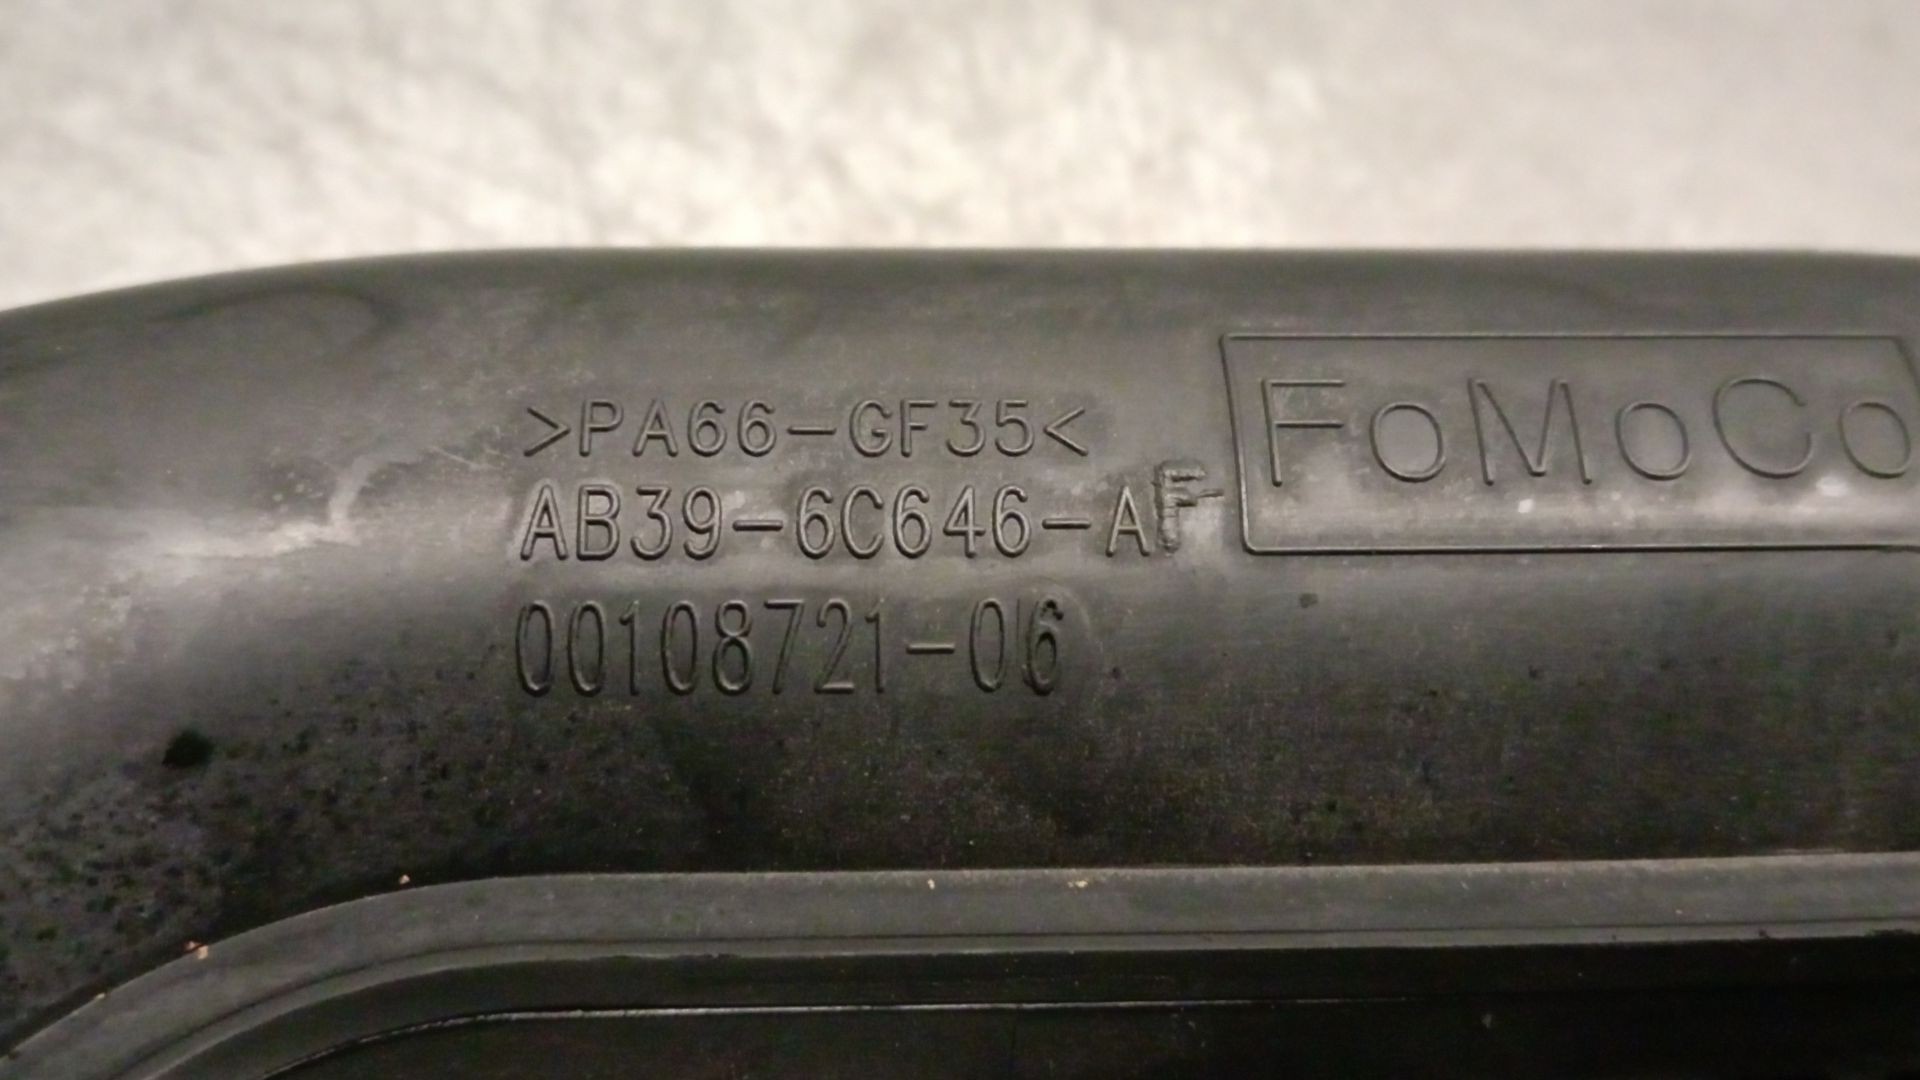 >PA66-GF35<
AB39-6C646-AF
00108721-06
FoMoCo